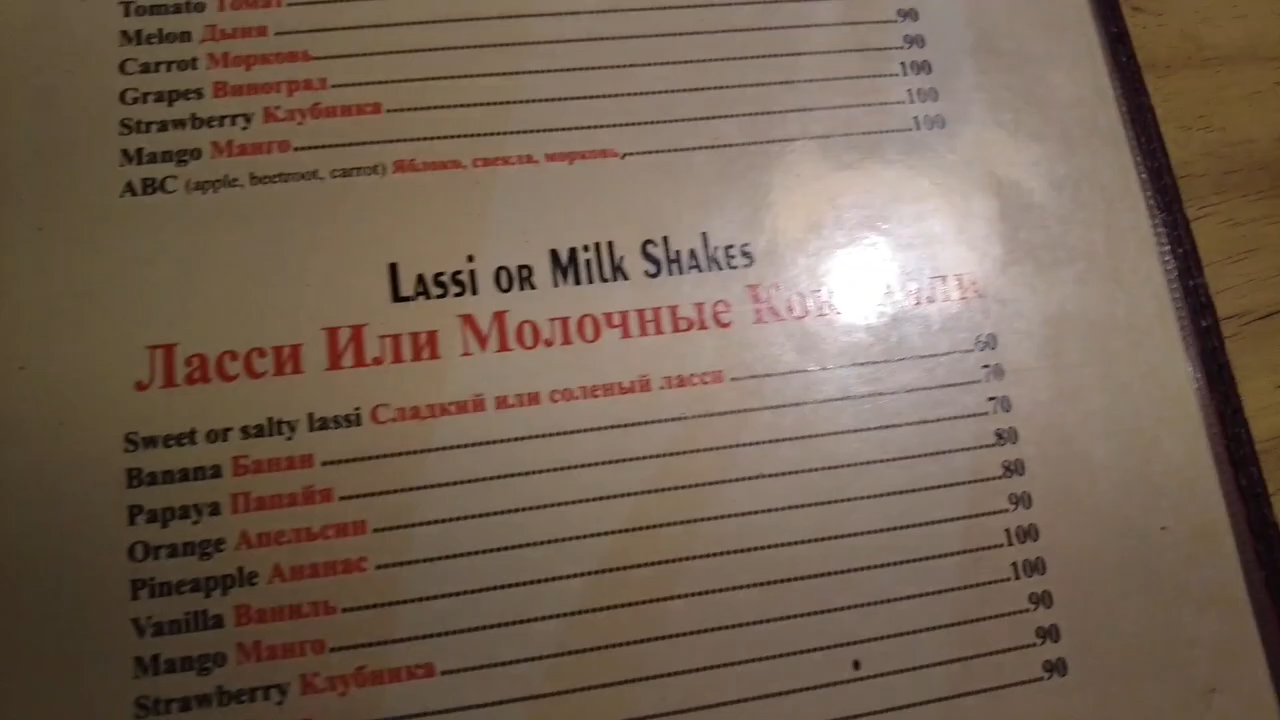 Tomato Томат
Melon Дыня
Carrot Морковь 90
Grapes Виноград 90
Strawberry Клубника 100
Mango Манго 100
ABC (apple, beetroot, carrot) Яблоко, свекла, морковь 100
Lassi or Milk Shakes
Ласси Или Молочные
Sweet or salty lassi Сладкий или соленый ласси 60
Banana Банан 70
Papaya Папайя 70
Orange Апельсин 80
Pineapple Ананас 80
Vanilla Ваниль 90
Mango Манго 100
Strawberry Клубника 100
90
90
90